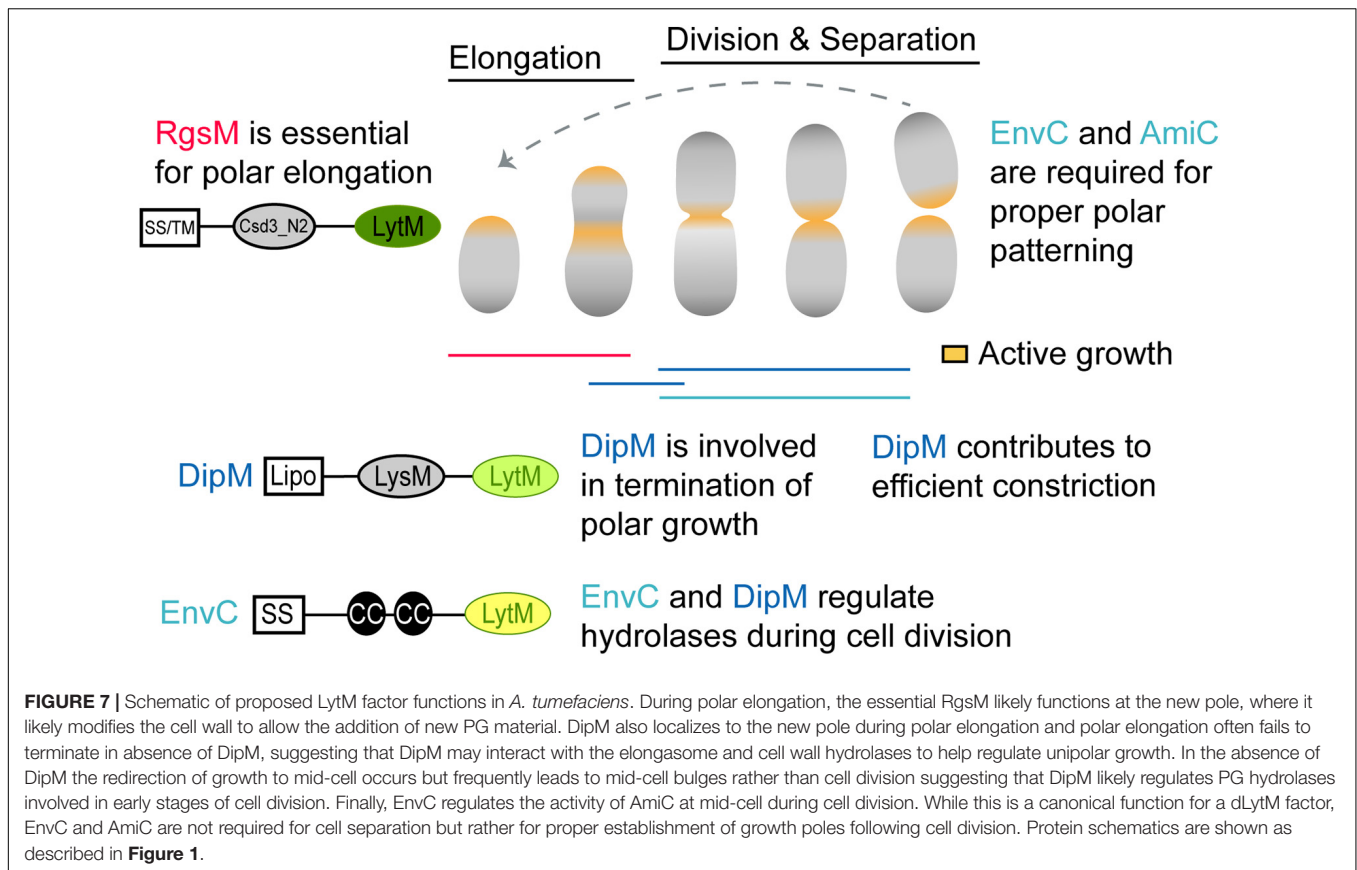 Elongation
Division & Separation
RgsM is essential
for polar elongation
SS/TM
Csd3_N2
LytM
EnvC and AmiC
are required for
proper polar
patterning
Active growth
DipM
Lipo
LysM
LytM
DipM is involved
in termination of
polar growth
DipM contributes to
efficient constriction
EnvC
SS
CC
CC
LytM
EnvC and DipM regulate
hydrolases during cell division
FIGURE 7 | Schematic of proposed LytM factor functions in A. tumefaciens. During polar elongation, the essential RgsM likely functions at the new pole, where it
likely modifies the cell wall to allow the addition of new PG material. DipM also localizes to the new pole during polar elongation and polar elongation often fails to
terminate in absence of DipM, suggesting that DipM may interact with the elongasome and cell wall hydrolases to help regulate unipolar growth. In the absence of
DipM the redirection of growth to mid-cell occurs but frequently leads to mid-cell bulges rather than cell division suggesting that DipM likely regulates PG hydrolases
involved in early stages of cell division. Finally, EnvC regulates the activity of AmiC at mid-cell during cell division. While this is a canonical function for a dLytM factor,
EnvC and AmiC are not required for cell separation but rather for proper establishment of growth poles following cell division. Protein schematics are shown as
described in Figure 1.